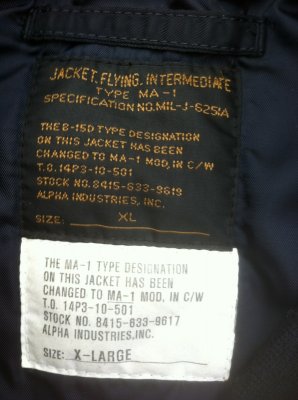 JACKET, FLYING, INTERMEDIATE
TYPE MA-1
SPECIFICATION NO. MIL-J-6251A
THE B-15D TYPE DESIGNATION
ON THIS JACKET HAS BEEN
CHANGED TO MA-1 MOD, IN C/W
T.O. 14P3-10-501
STOCK NO. 8415-633-9619
ALPHA INDUSTRIES, INC.
SIZE: XL
THE MA-1 TYPE DESIGNATION
ON THIS JACKET HAS BEEN
CHANGED TO MA-1 MOD, IN C/W
T.O. 14P3-10-501
STOCK NO. 8415-633-9617
ALPHA INDUSTRIES, INC.
SIZE: X-LARGE